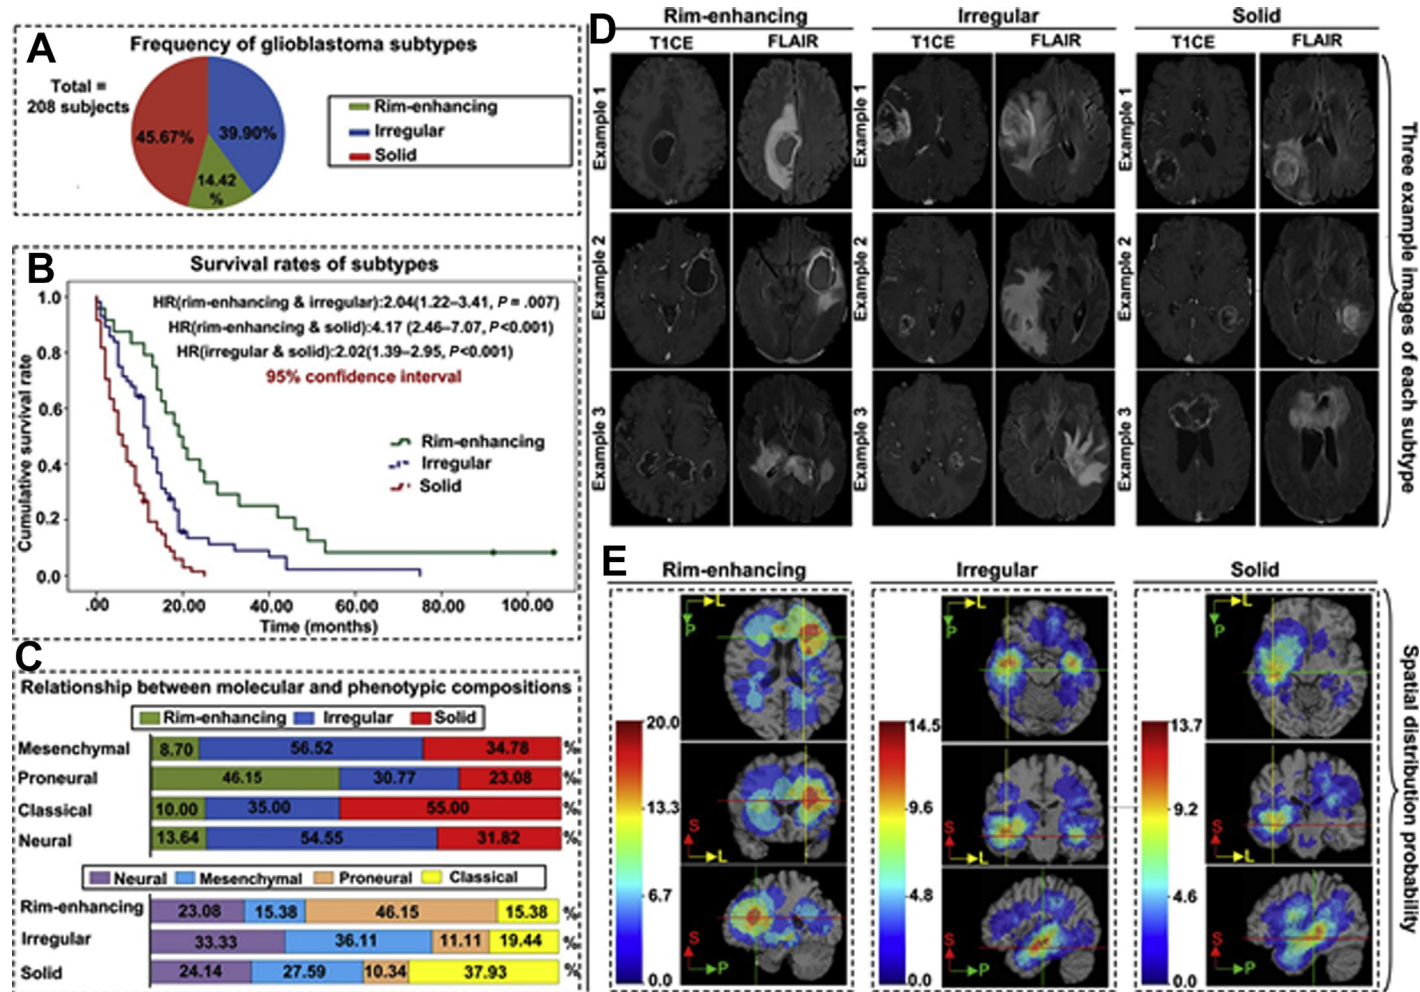 A
Frequency of glioblastoma subtypes
Total =
208 subjects
45.67%
39.90%
14.42
%
Rim-enhancing
Irregular
Solid
B
Survival rates of subtypes
HR(rim-enhancing & irregular):2.04(1.22–3.41, P = .007)
HR(rim-enhancing & solid):4.17 (2.46–7.07, P<0.001)
HR(irregular & solid):2.02(1.39–2.95, P<0.001)
95% confidence interval
Cumulative survival rate
1.0
0.8
0.6
0.4
0.2
0.0
Rim-enhancing
Irregular
Solid
.00 20.00 40.00 60.00 80.00 100.00
Time (months)
C
Relationship between molecular and phenotypic compositions
Rim-enhancing Irregular Solid
Mesenchymal 8.70 56.52 34.78 %
Proneural 46.15 30.77 23.08 %
Classical 10.00 35.00 55.00 %
Neural 13.64 54.55 31.82 %
Neural Mesenchymal Proneural Classical
Rim-enhancing 23.08 15.38 46.15 15.38 %
Irregular 33.33 36.11 11.11 19.44 %
Solid 24.14 27.59 10.34 37.93 %
D
Rim-enhancing Irregular Solid
T1CE FLAIR T1CE FLAIR T1CE FLAIR
Example 1 Example 1 Example 1
Example 2 Example 2 Example 2
Example 3 Example 3 Example 3
Three example images of each subtype
E
Rim-enhancing Irregular Solid
L
P
L
P
L
P
20.0
13.3
6.7
0.0
14.5
9.6
4.8
0.0
13.7
9.2
4.6
0.0
S
L
S
L
S
L
S
P
S
P
S
P
Spatial distribution probability